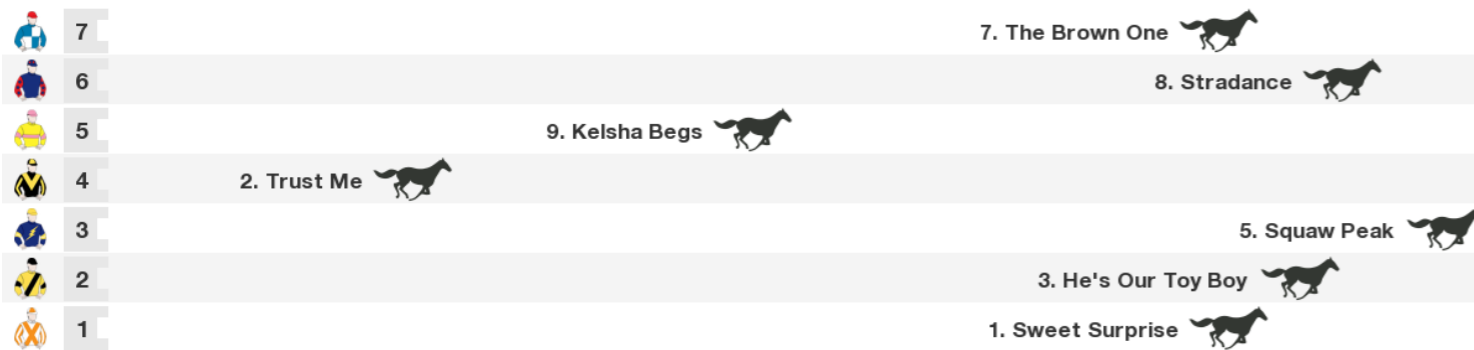 7 7. The Brown One
6 8. Stradance
5 9. Kelsha Begs
4 2. Trust Me
3 5. Squaw Peak
2 3. He's Our Toy Boy
1 1. Sweet Surprise